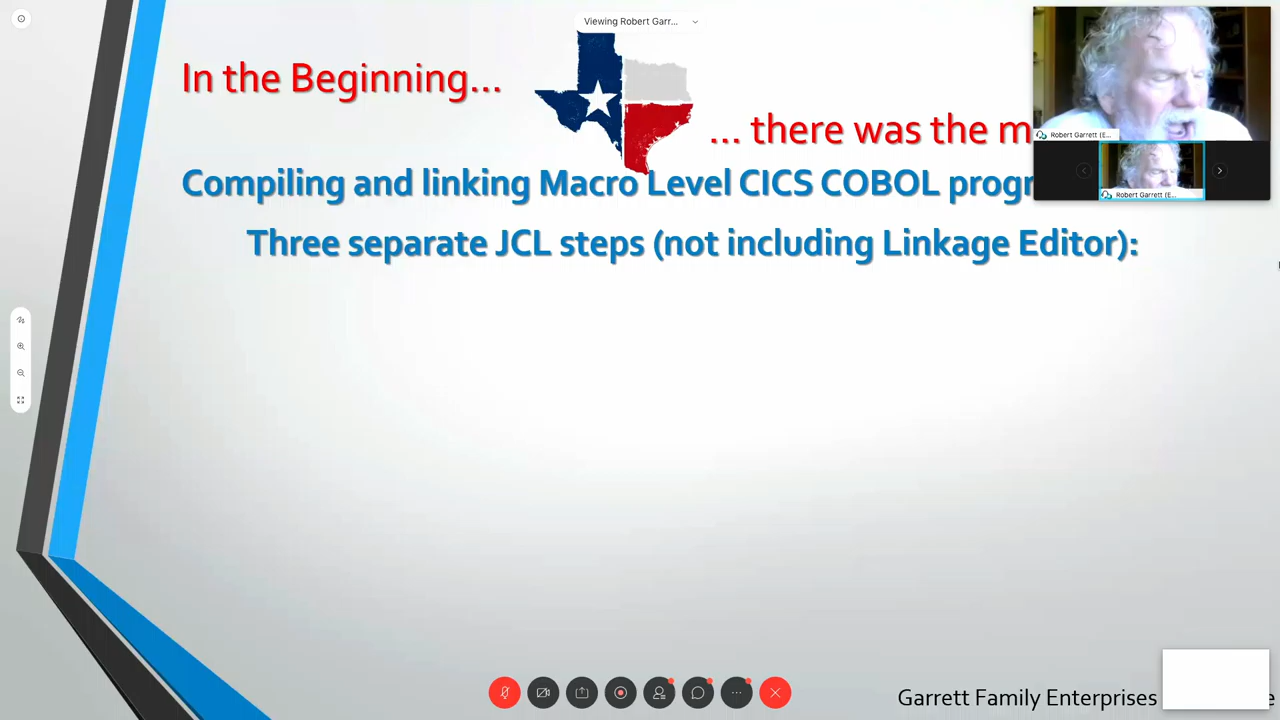 Viewing Robert Garr...
In the Beginning...
... there was the m
Robert Garrett (E...
Robert Garrett (E...
Compiling and linking Macro Level CICS COBOL progr
Three separate JCL steps (not including Linkage Editor):
Garrett Family Enterprises